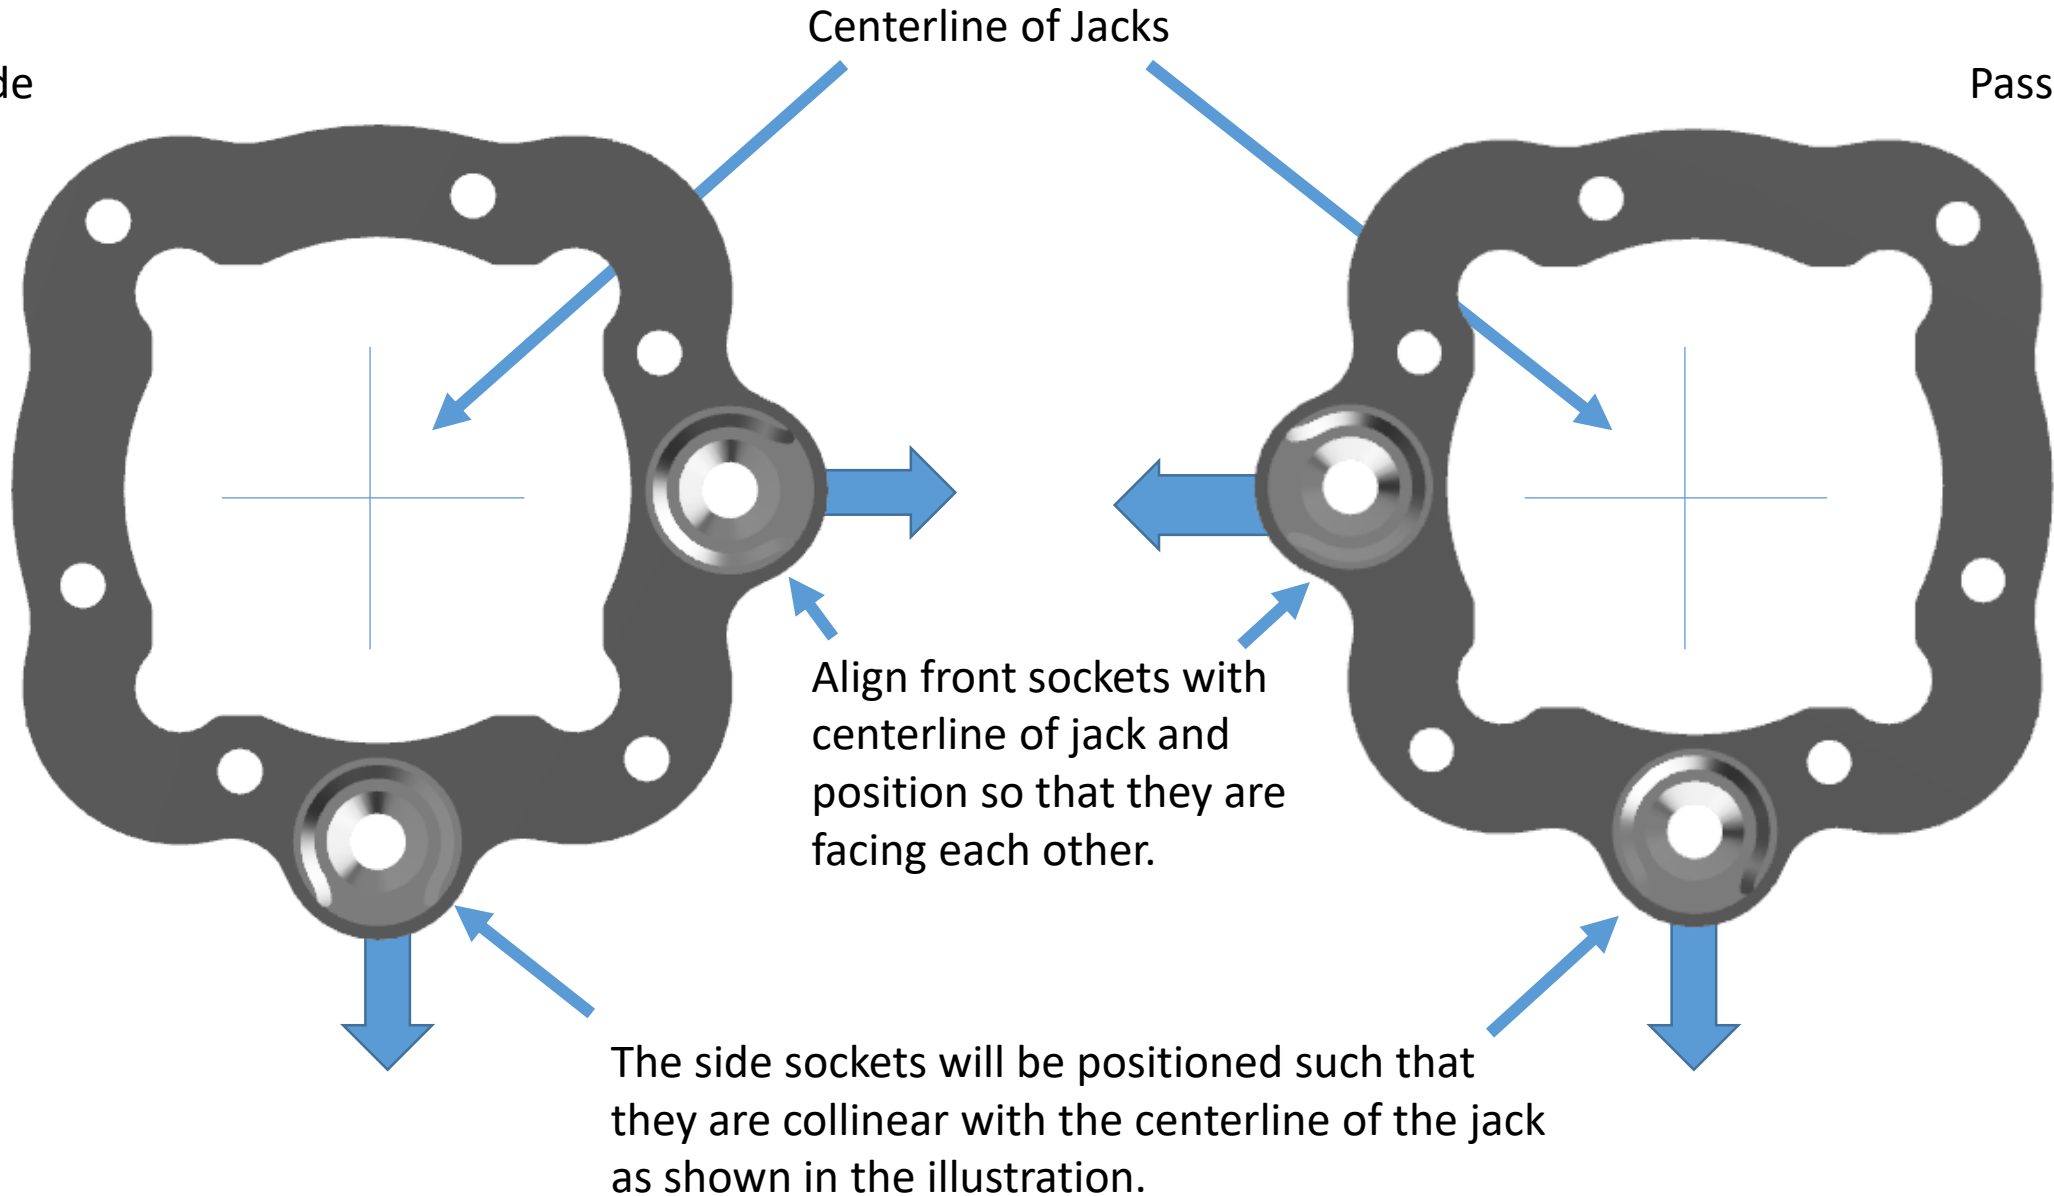 Centerline of Jacks
de
Pass
Align front sockets with
centerline of jack and
position so that they are
facing each other.
The side sockets will be positioned such that
they are collinear with the centerline of the jack
as shown in the illustration.